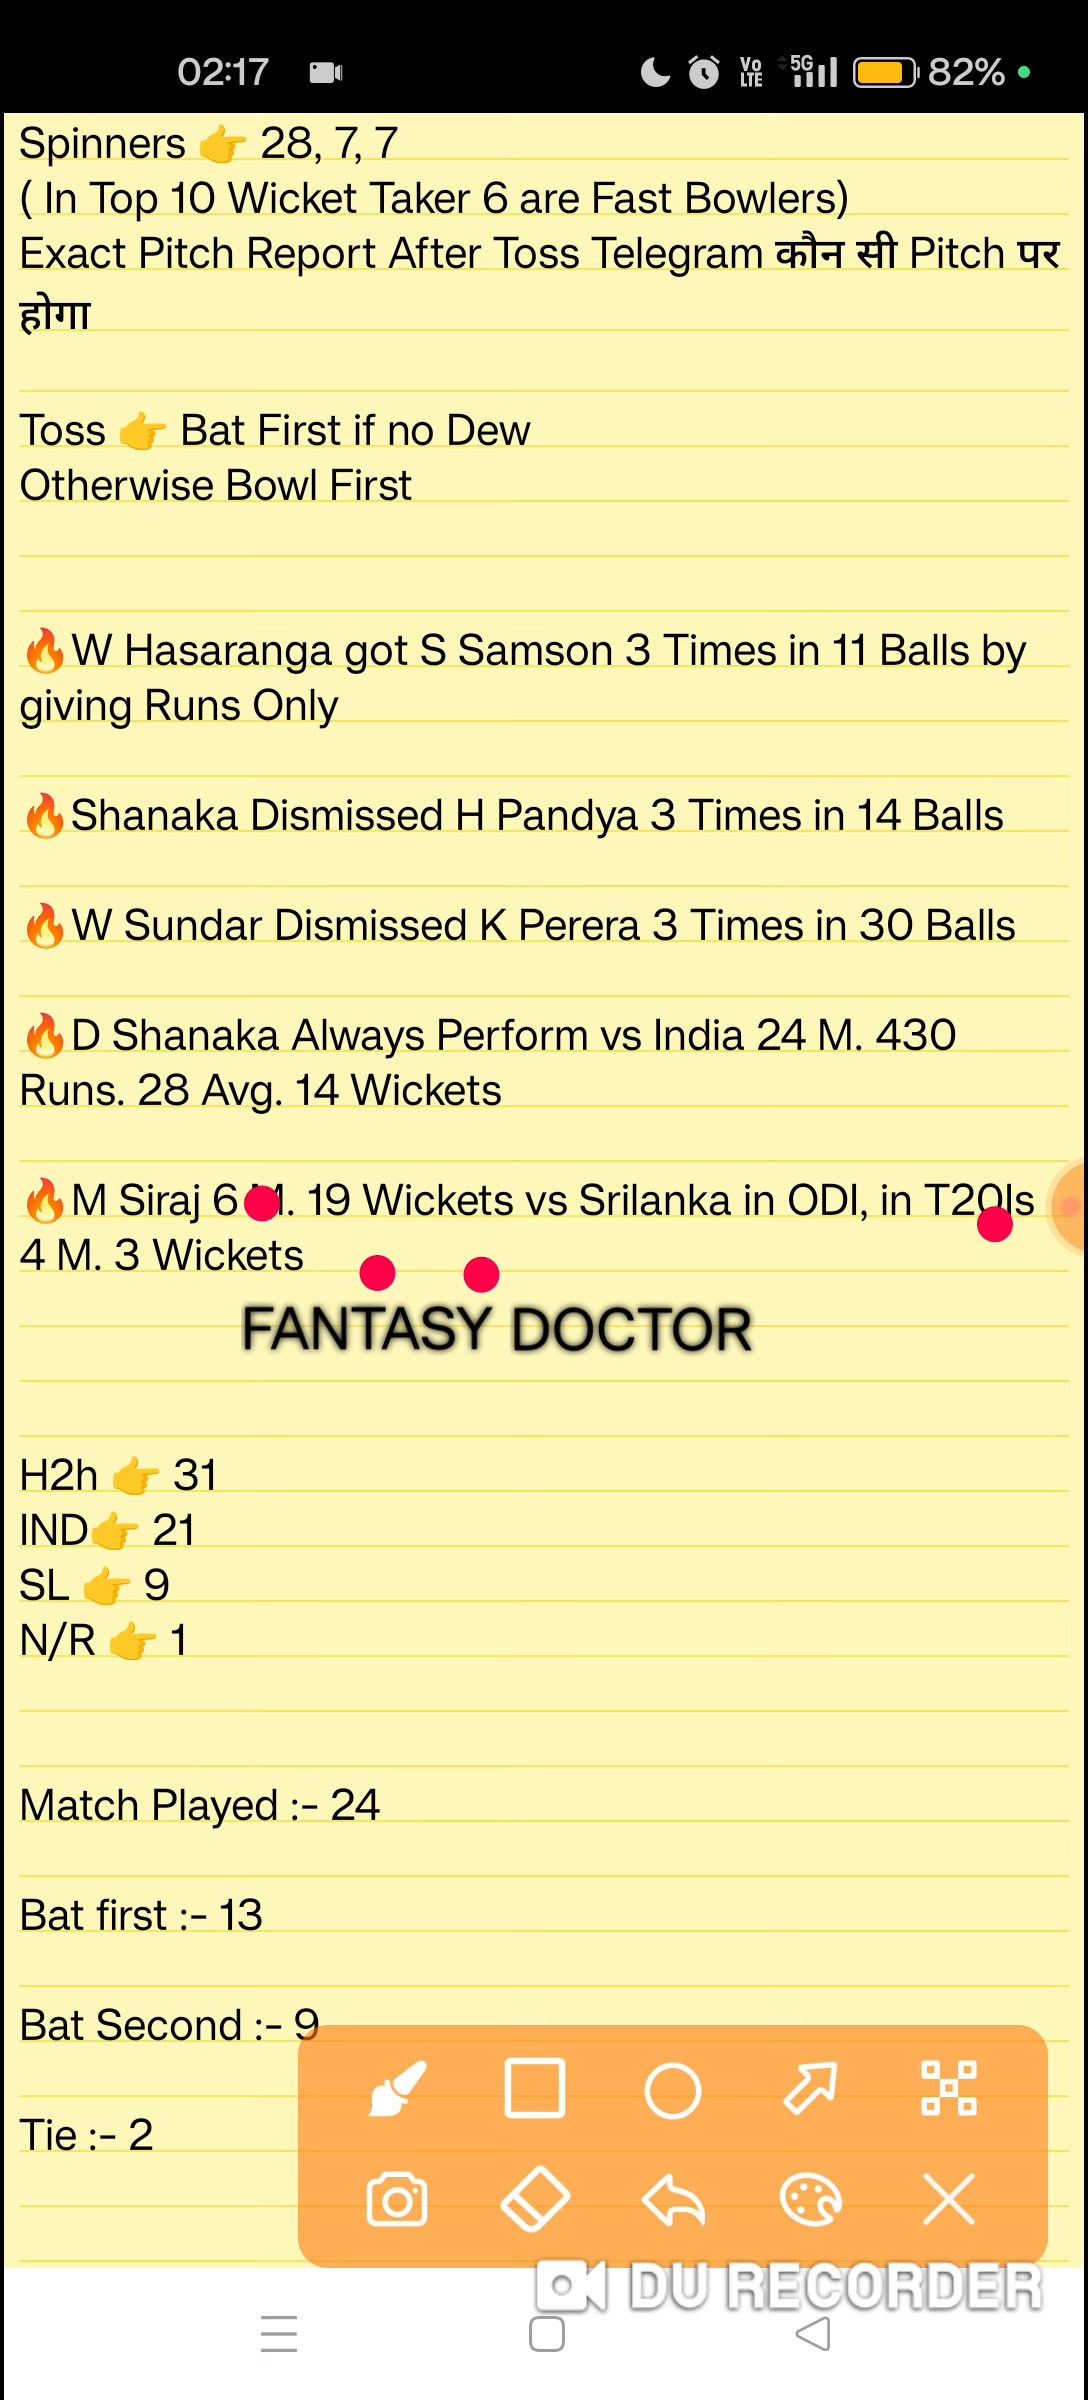 02:17 Vo LTE 5G 82%
Spinners 👉 28, 7, 7
( In Top 10 Wicket Taker 6 are Fast Bowlers)
Exact Pitch Report After Toss Telegram कौन सी Pitch पर
होगा
Toss 👉 Bat First if no Dew
Otherwise Bowl First
🔥W Hasaranga got S Samson 3 Times in 11 Balls by
giving Runs Only
🔥Shanaka Dismissed H Pandya 3 Times in 14 Balls
🔥W Sundar Dismissed K Perera 3 Times in 30 Balls
🔥D Shanaka Always Perform vs India 24 M. 430
Runs. 28 Avg. 14 Wickets
🔥M Siraj 6 M. 19 Wickets vs Srilanka in ODI, in T20Is
4 M. 3 Wickets
FANTASY DOCTOR
H2h 👉 31
IND👉 21
SL 👉 9
N/R 👉 1
Match Played :- 24
Bat first :- 13
Bat Second :- 9
Tie :- 2
DU RECORDER